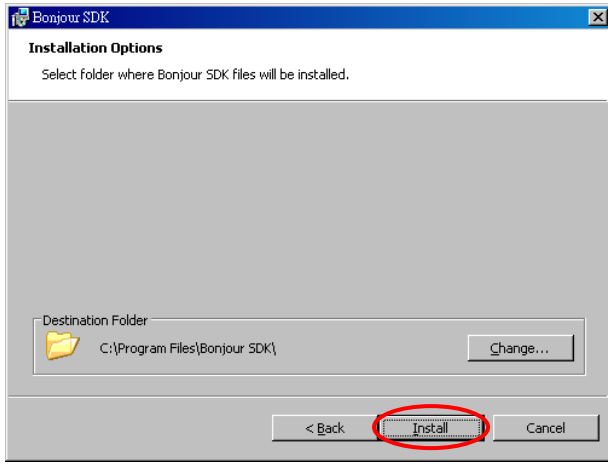 Bonjour SDK
Installation Options
Select folder where Bonjour SDK files will be installed.
Destination Folder
C:\Program Files\Bonjour SDK\
Change...
< Back Install Cancel